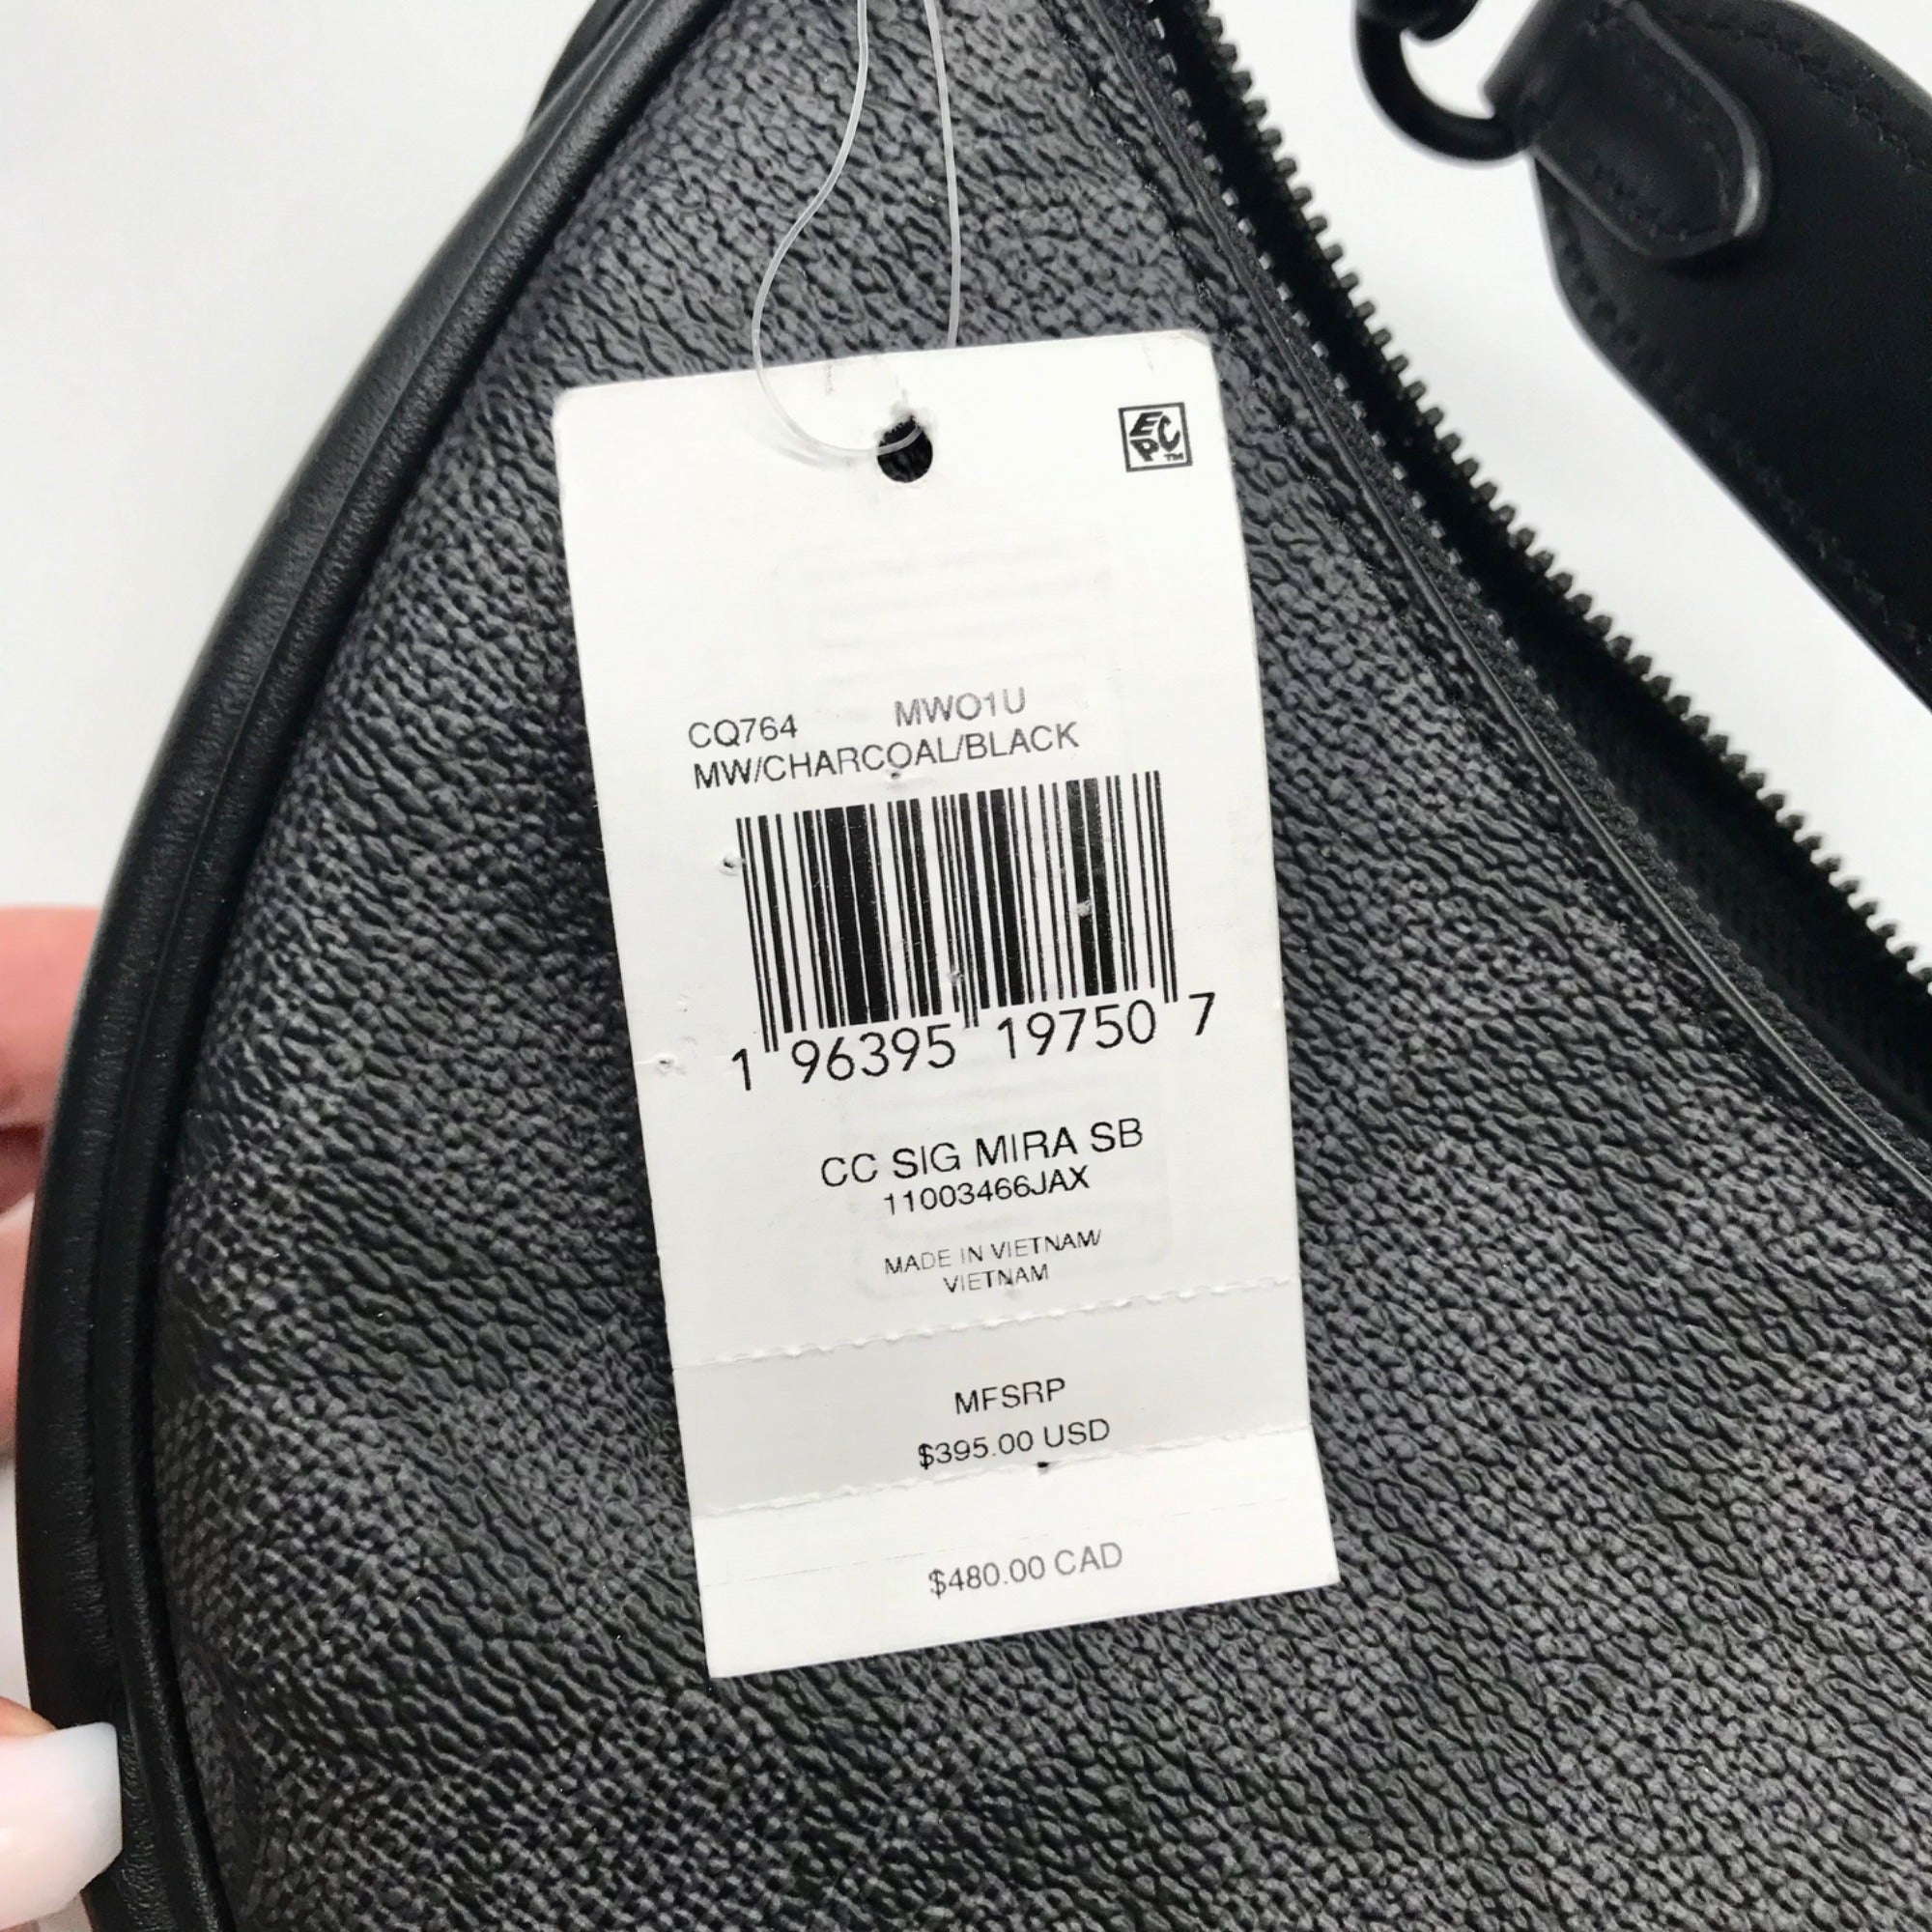 EPC™
CQ764 MWO1U
MW/CHARCOAL/BLACK
1 96395 19750 7
CC SIG MIRA SB
11003466JAX
MADE IN VIETNAM/
VIETNAM
MFSRP
$395.00 USD
$480.00 CAD